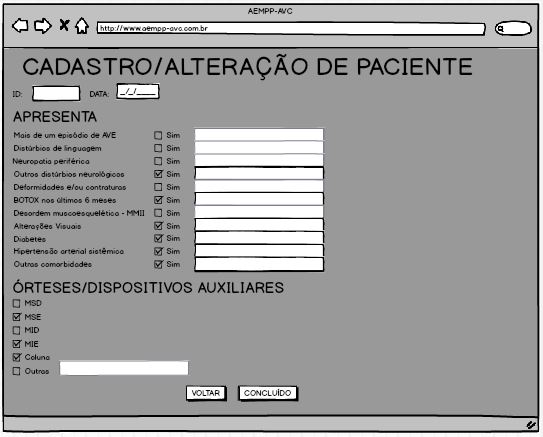 AEMPP-AVC
http://www.aempp-avc.com.br
CADASTRO/ALTERAÇÃO DE PACIENTE
ID: DATA: _/_/____
APRESENTA
Mais de um episódio de AVE Sim
Distúrbios de linguagem Sim
Neuropatia periférica Sim
Outros distúrbios neurológicos Sim
Deformidades e/ou contraturas Sim
BOTOX nos últimos 6 meses Sim
Desordem muscoesquelética - MMII Sim
Alterações Visuais Sim
Diabetes Sim
Hipertensão arterial sistêmica Sim
Outras comorbidades Sim
ÓRTESES/DISPOSITIVOS AUXILIARES
MSD
MSE
MID
MIE
Coluna
Outras
VOLTAR CONCLUÍDO